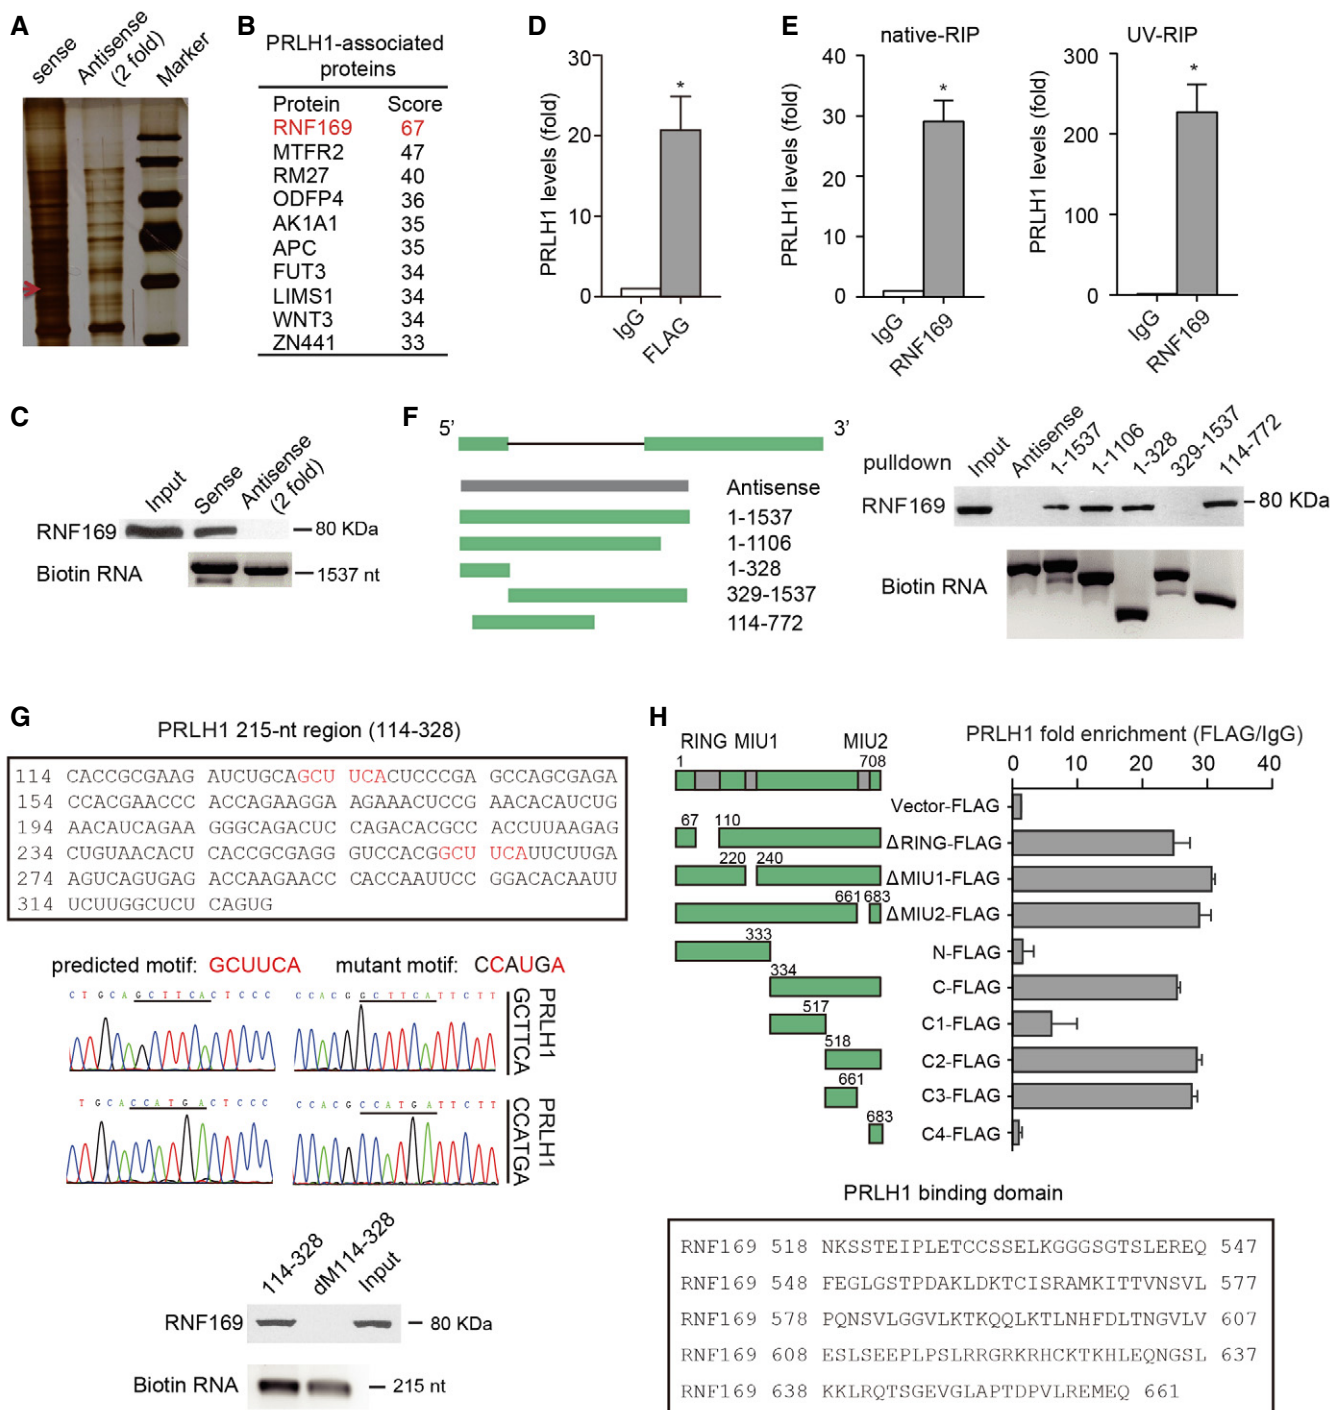 A
sense
Antisense
(2 fold)
Marker
B
PRLH1-associated
proteins
Protein Score
RNF169 67
MTFR2 47
RM27 40
ODFP4 36
AK1A1 35
APC 35
FUT3 34
LIMS1 34
WNT3 34
ZN441 33
D
PRLH1 levels (fold)
30
20
10
0
*
IgG
FLAG
E
native-RIP
PRLH1 levels (fold)
40
30
20
10
0
*
IgG
RNF169
UV-RIP
PRLH1 levels (fold)
300
200
100
0
*
IgG
RNF169
C
Input
Sense
Antisense
(2 fold)
RNF169
80 KDa
Biotin RNA
1537 nt
F
5’ 3’
Antisense
1-1537
1-1106
1-328
329-1537
114-772
pulldown
Input
Antisense
1-1537
1-1106
1-328
329-1537
114-772
RNF169
80 KDa
Biotin RNA
G
PRLH1 215-nt region (114-328)
114 CACCGCGAAG AUCUGCAGCUU UCACUCCCGA GCCAGCGAGA
154 CCACGAACCC ACCAGAAGGA AGAAACUCCG AACACAUCUG
194 AACAUCAGAA GGGCAGACUC CAGACACGCC ACCUUAAGAG
234 CUGUAACACU CACCGCGAGG GUCCACGGCUU UCAUUCUUGA
274 AGUCAGUGAG ACCAAGAACC CACCAAUUCC GGACACAAUU
314 UCUUGGCUCU CAGUG
predicted motif: GCUUCA
mutant motif: CCAUGA
C T G C A G C T T C A C T C C C
C C A C G G C T T C A T T C T T
PRLH1
GCTTCA
T G C A C C A T G A C T C C C
C C A C G C C A T G A T T C T T
PRLH1
CCATGA
114-328
dM114-328
Input
RNF169
80 KDa
Biotin RNA
215 nt
H
RING MIU1 MIU2
1 708
PRLH1 fold enrichment (FLAG/IgG)
0 10 20 30 40
Vector-FLAG
67 110
ΔRING-FLAG
220 240
ΔMIU1-FLAG
661 683
ΔMIU2-FLAG
333
N-FLAG
334
C-FLAG
517
C1-FLAG
518
C2-FLAG
661
C3-FLAG
683
C4-FLAG
PRLH1 binding domain
RNF169 518 NKSSTEIPLETCCSSELKGGGSGTSLEREQ 547
RNF169 548 FEGLGSTPDAKLDKTCISRAMKITTVNSVL 577
RNF169 578 PQNSVLGGVLKTKQQLKTLNHFDLTNGVLV 607
RNF169 608 ESLSEEPLPSLRRGRKRHCKTKHLEQNGSL 637
RNF169 638 KKLRQTSGEVGLAPTDPVLREMEQ 661